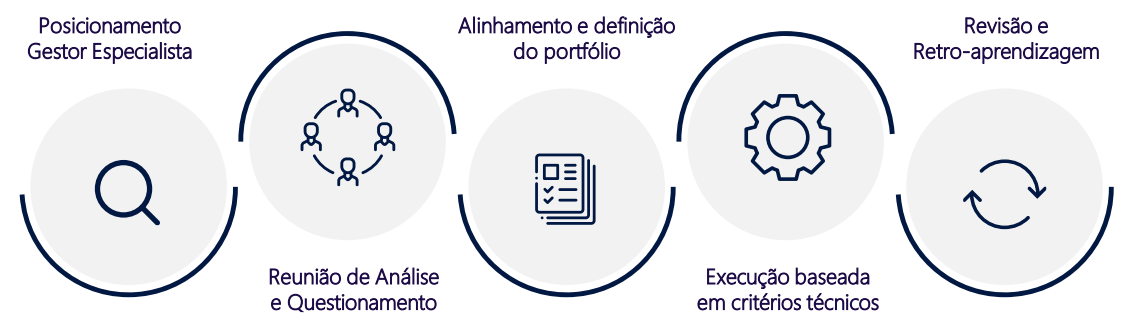 Posicionamento
Gestor Especialista
Reunião de Análise
e Questionamento
Alinhamento e definição
do portfólio
Execução baseada
em critérios técnicos
Revisão e
Retro-aprendizagem